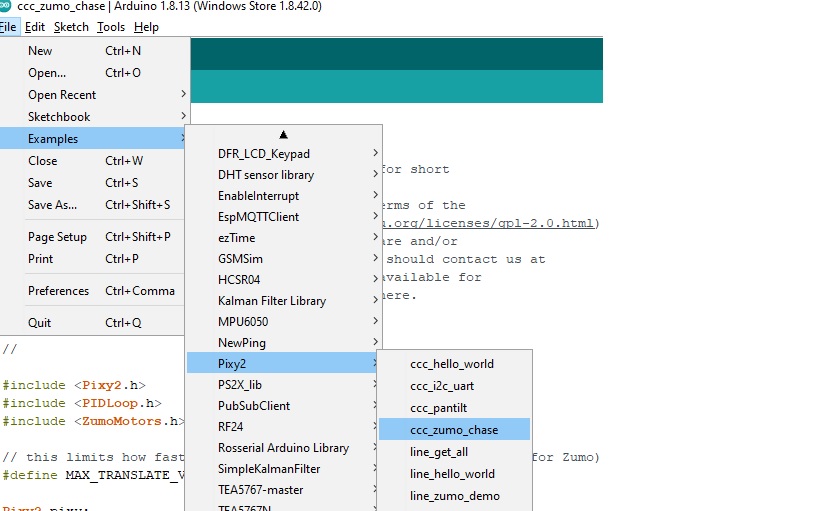 ccc_zumo_chase | Arduino 1.8.13 (Windows Store 1.8.42.0)
File Edit Sketch Tools Help
New Ctrl+N
Open... Ctrl+O
Open Recent
Sketchbook
Examples
Close Ctrl+W
Save Ctrl+S
Save As... Ctrl+Shift+S
Page Setup Ctrl+Shift+P
Print Ctrl+P
Preferences Ctrl+Comma
Quit Ctrl+Q
DFR_LCD_Keypad
DHT sensor library
EnableInterrupt
EspMQTTClient
ezTime
GSMSim
HCSR04
Kalman Filter Library
MPU6050
NewPing
Pixy2
PS2X_lib
PubSubClient
RF24
Rosserial Arduino Library
SimpleKalmanFilter
TEA5767-master
TEA5767N
ccc_hello_world
ccc_i2c_uart
ccc_pantilt
ccc_zumo_chase
line_get_all
line_hello_world
line_zumo_demo
for short
erms of the
.org/licenses/gpl-2.0.html)
are and/or
should contact us at
available for
here.
//
#include <Pixy2.h>
#include <PIDLoop.h>
#include <ZumoMotors.h>
// this limits how fast for Zumo)
#define MAX_TRANSLATE_V
Pixy2 pixy;